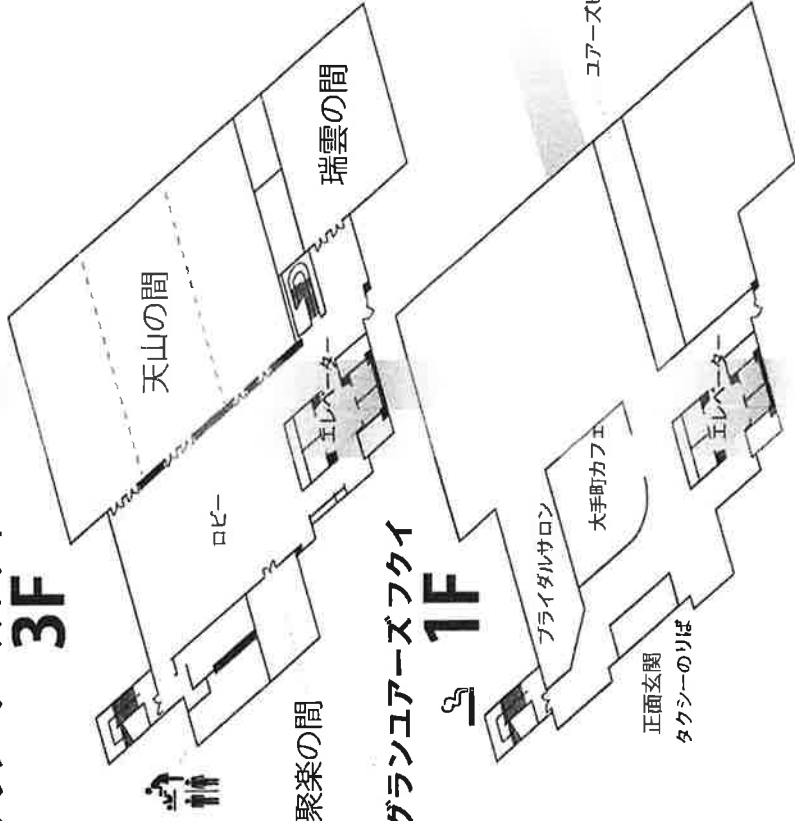 3F
天山の間
瑞雲の間
ロビー
エレベーター
聚楽の間
グランユアーズフクイ
1F
ブライダルサロン
大手町カフェ
エレベーター
正面玄関
タクシーのりば
ユアーズ